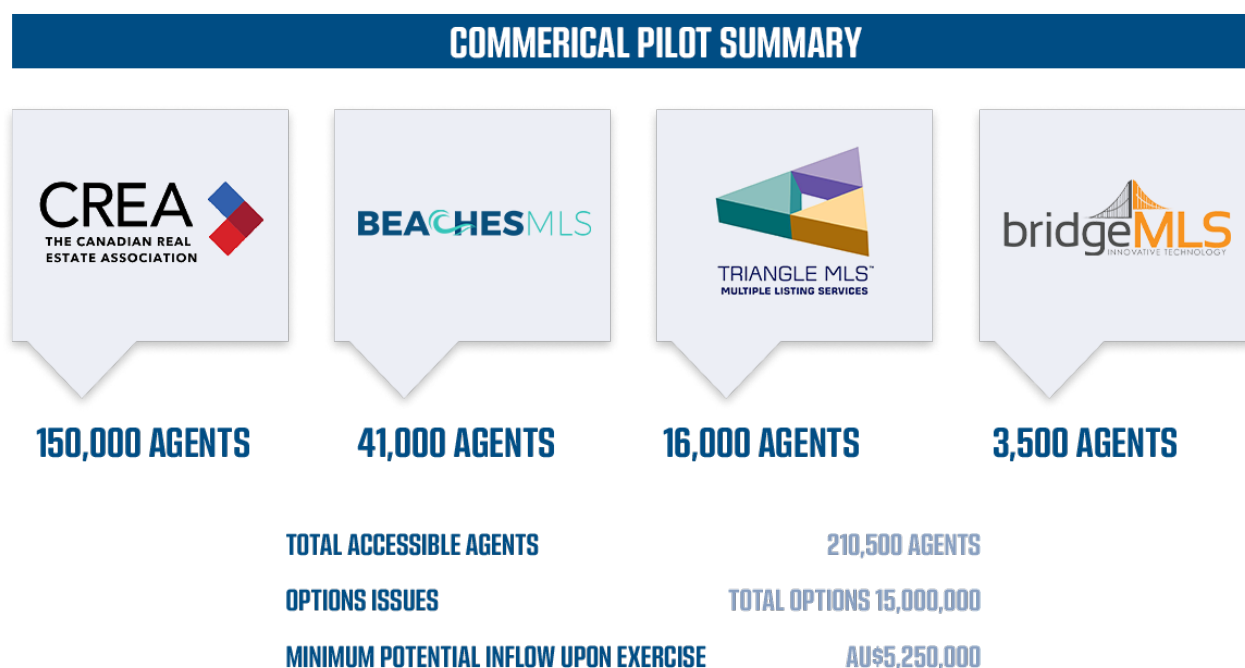 COMMERICAL PILOT SUMMARY
CREA
THE CANADIAN REAL
ESTATE ASSOCIATION
BEACHESMLS
TRIANGLE MLS™
MULTIPLE LISTING SERVICES
bridgeMLS
INNOVATIVE TECHNOLOGY
150,000 AGENTS
41,000 AGENTS
16,000 AGENTS
3,500 AGENTS
TOTAL ACCESSIBLE AGENTS 210,500 AGENTS
OPTIONS ISSUES TOTAL OPTIONS 15,000,000
MINIMUM POTENTIAL INFLOW UPON EXERCISE AU$5,250,000